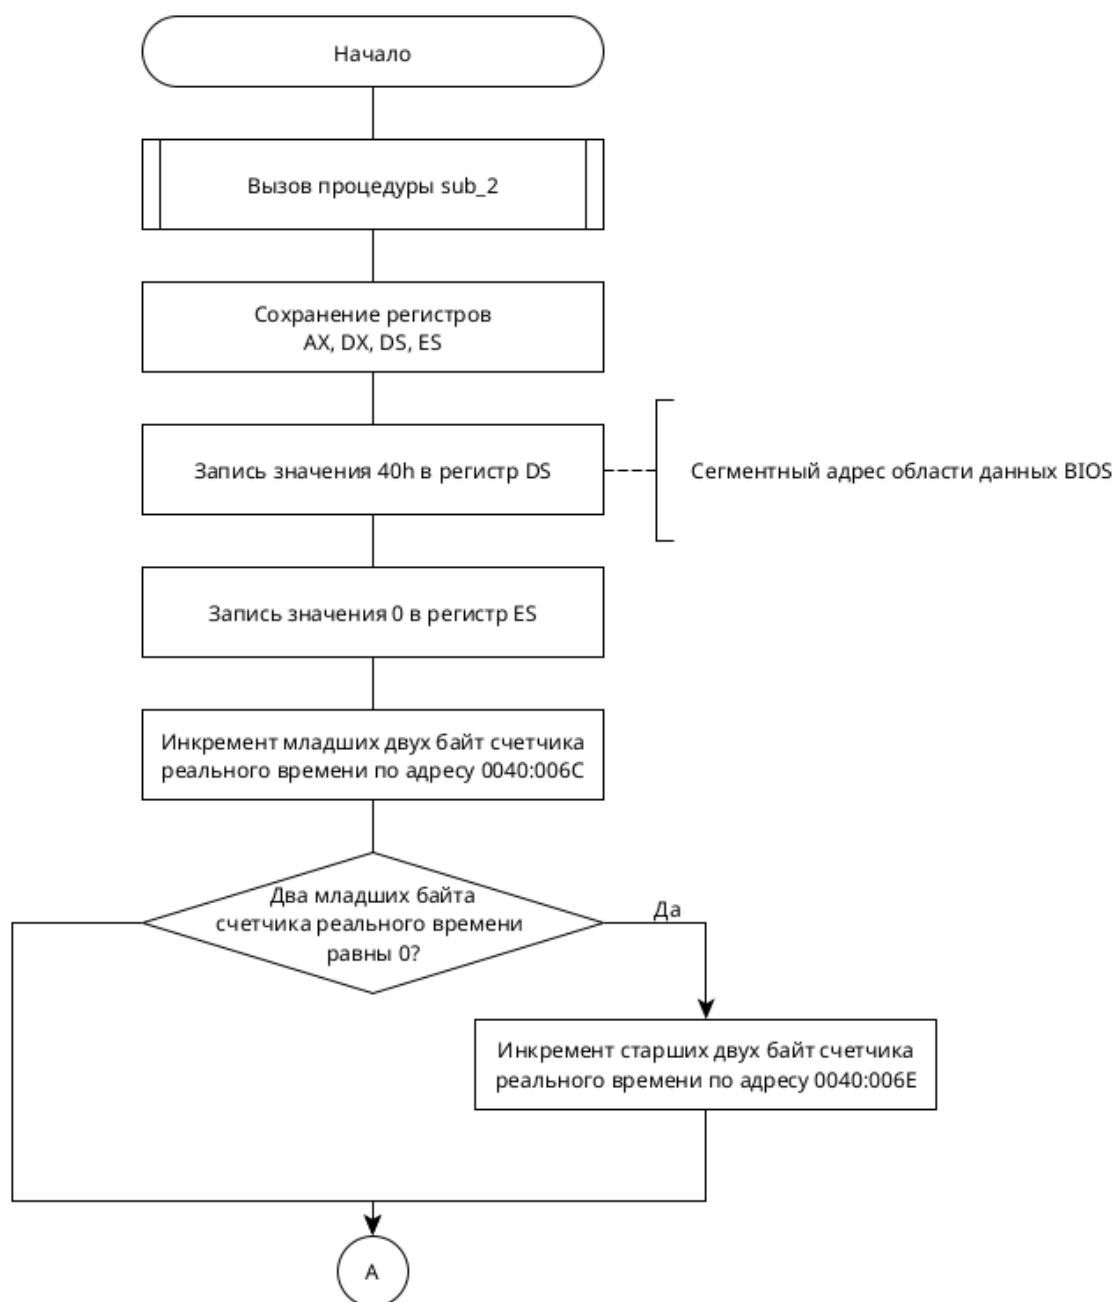 Начало
Вызов процедуры sub_2
Сохранение регистров
AX, DX, DS, ES
Запись значения 40h в регистр DS
Сегментный адрес области данных BIOS
Запись значения 0 в регистр ES
Инкремент младших двух байт счетчика
реального времени по адресу 0040:006C
Два младших байта
счетчика реального времени
равны 0?
Да
Инкремент старших двух байт счетчика
реального времени по адресу 0040:006E
A